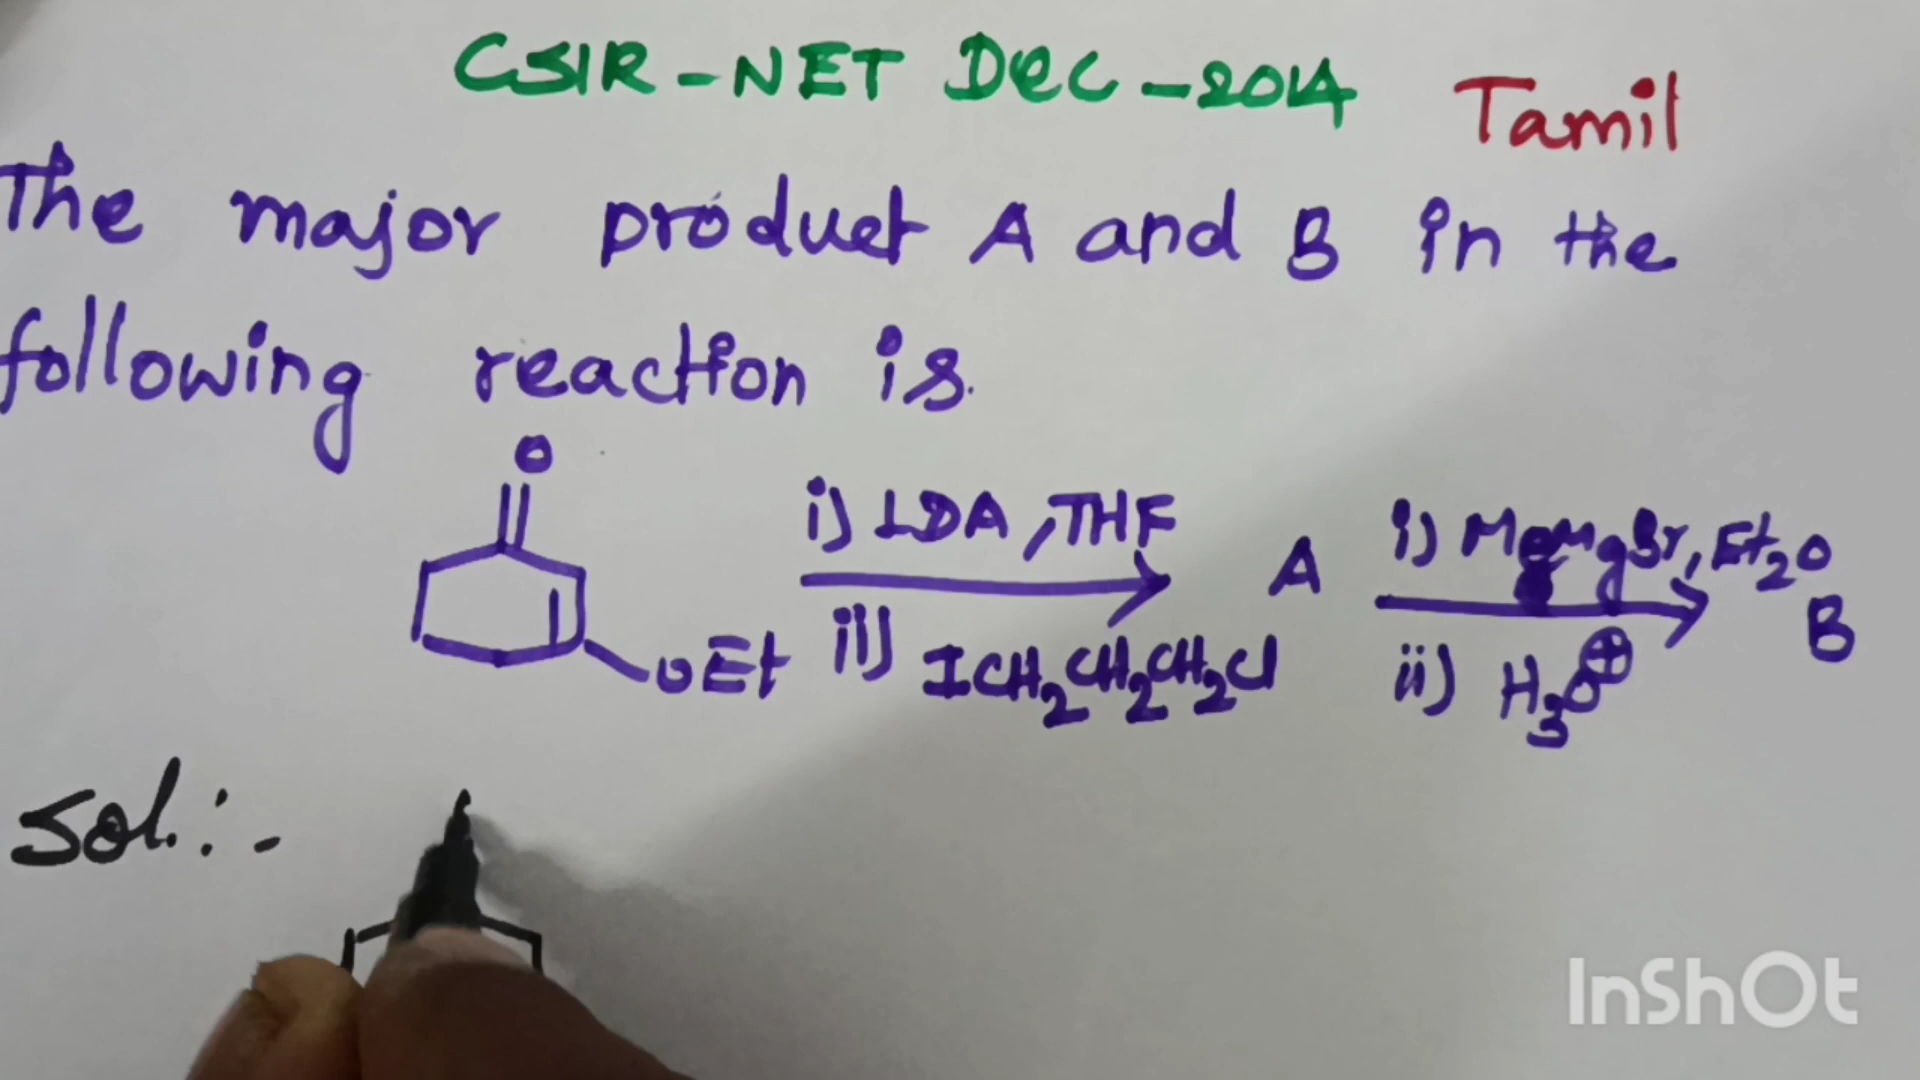 CSIR-NET Dec-2014 Tamil
The major product A and B in the
following reaction is.
O
OEt
i) LDA, THF
ii) ICH2CH2CH2Cl
A
i) MeMgBr, Et2O
ii) H3O⊕
B
Sol:-
InShOt